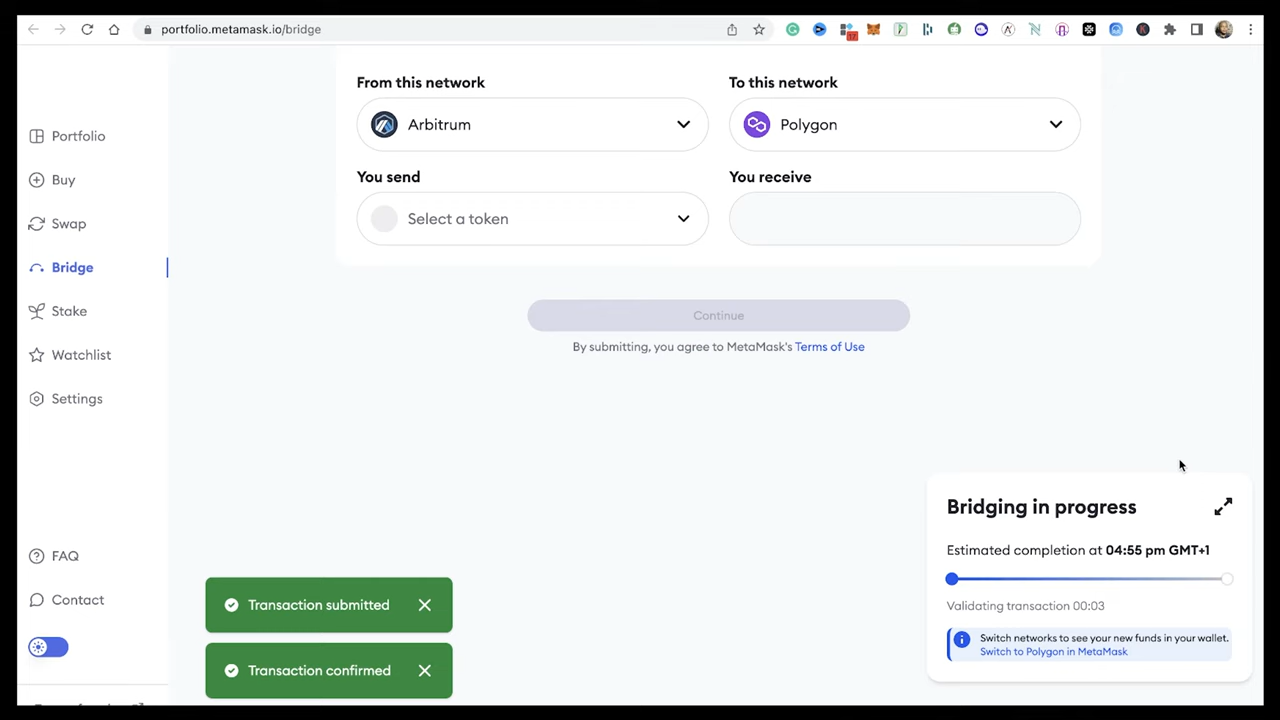 portfolio.metamask.io/bridge
17
Portfolio
Buy
Swap
Bridge
Stake
Watchlist
Settings
FAQ
Contact
From this network
To this network
Arbitrum
Polygon
You send
You receive
Select a token
Continue
By submitting, you agree to MetaMask's Terms of Use
Transaction submitted
Transaction confirmed
Bridging in progress
Estimated completion at 04:55 pm GMT+1
Validating transaction 00:03
Switch networks to see your new funds in your wallet.
Switch to Polygon in MetaMask